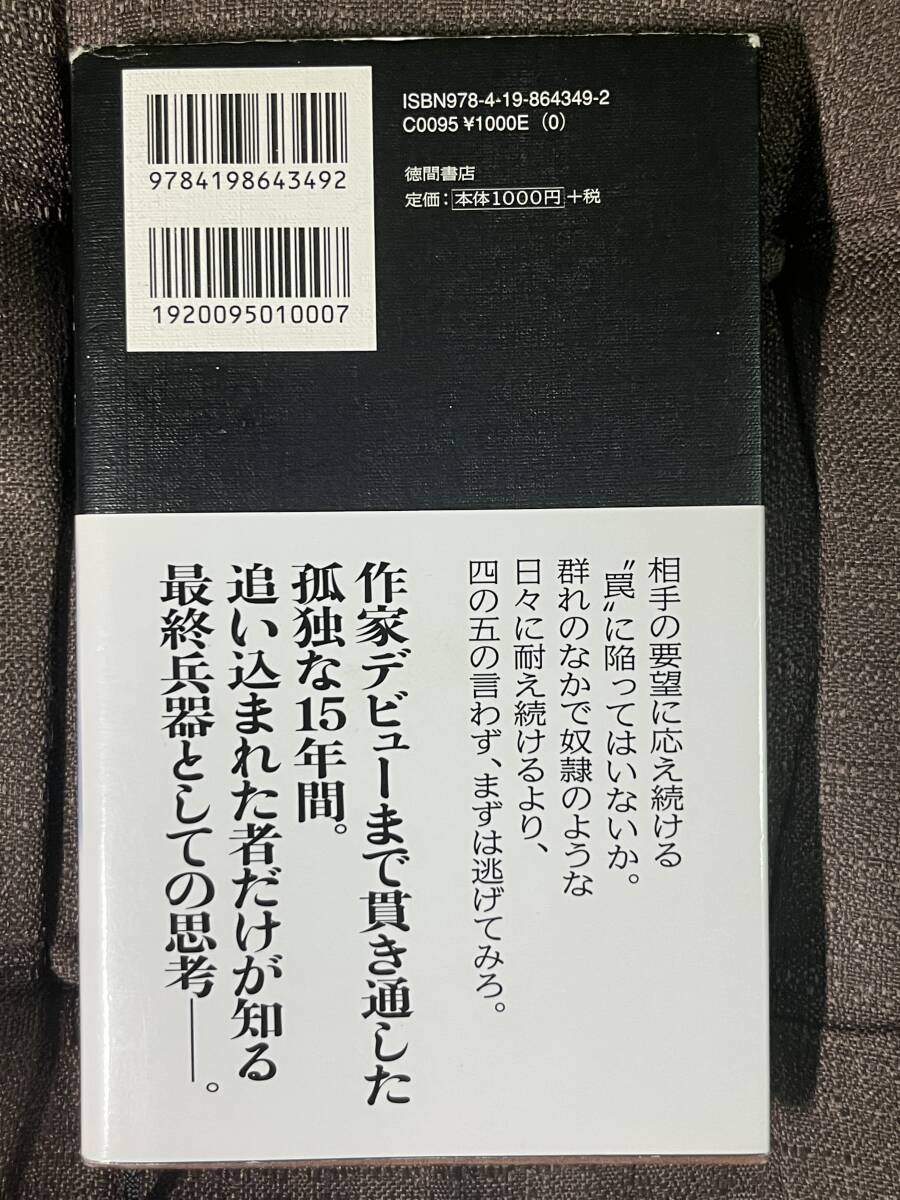 ISBN978-4-19-864349-2
C0095 ¥1000E (0)
9784198643492
徳間書店
定価:本体1000円+税
1920095010007
相手の要望に応え続ける
〝罠〟に陥ってはいないか。
群れのなかで奴隷のような
日々に耐え続けるより、
四の五の言わず、まずは逃げてみろ。
作家デビューまで貫き通した
孤独な15年間。
追い込まれた者だけが知る
最終兵器としての思考――。